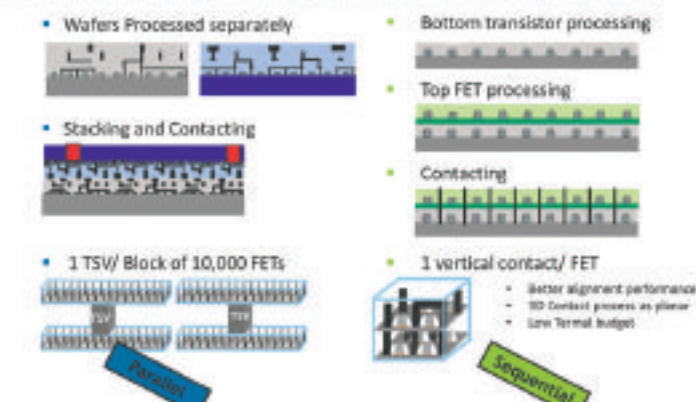 Wafers Processed separately
Stacking and Contacting
1 TSV/ Block of 10,000 FETs
TSV
TSV
Parallel
Bottom transistor processing
Top FET processing
Contacting
1 vertical contact/ FET
Better alignment performance
3D Contact process as planar
Low Termal budget
Sequential